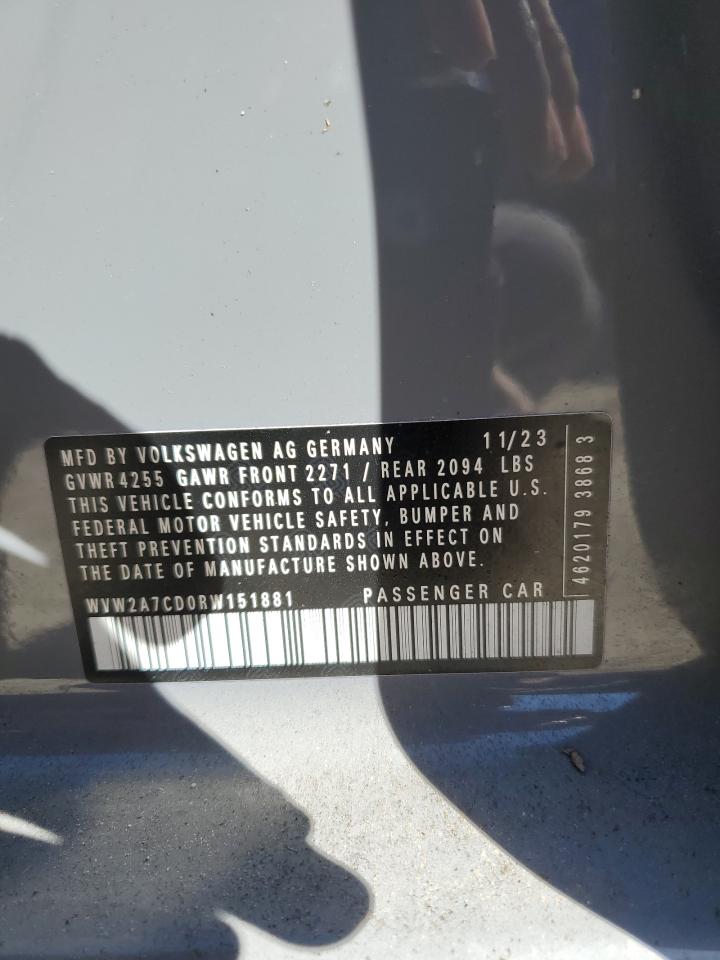 MFD BY VOLKSWAGEN AG GERMANY 11/23
GVWR 4255 GAWR FRONT 2271 / REAR 2094 LBS
THIS VEHICLE CONFORMS TO ALL APPLICABLE U.S.
FEDERAL MOTOR VEHICLE SAFETY, BUMPER AND
THEFT PREVENTION STANDARDS IN EFFECT ON
THE DATE OF MANUFACTURE SHOWN ABOVE.
WVW2A7CD0RW151881 PASSENGER CAR
4620179 3868 3